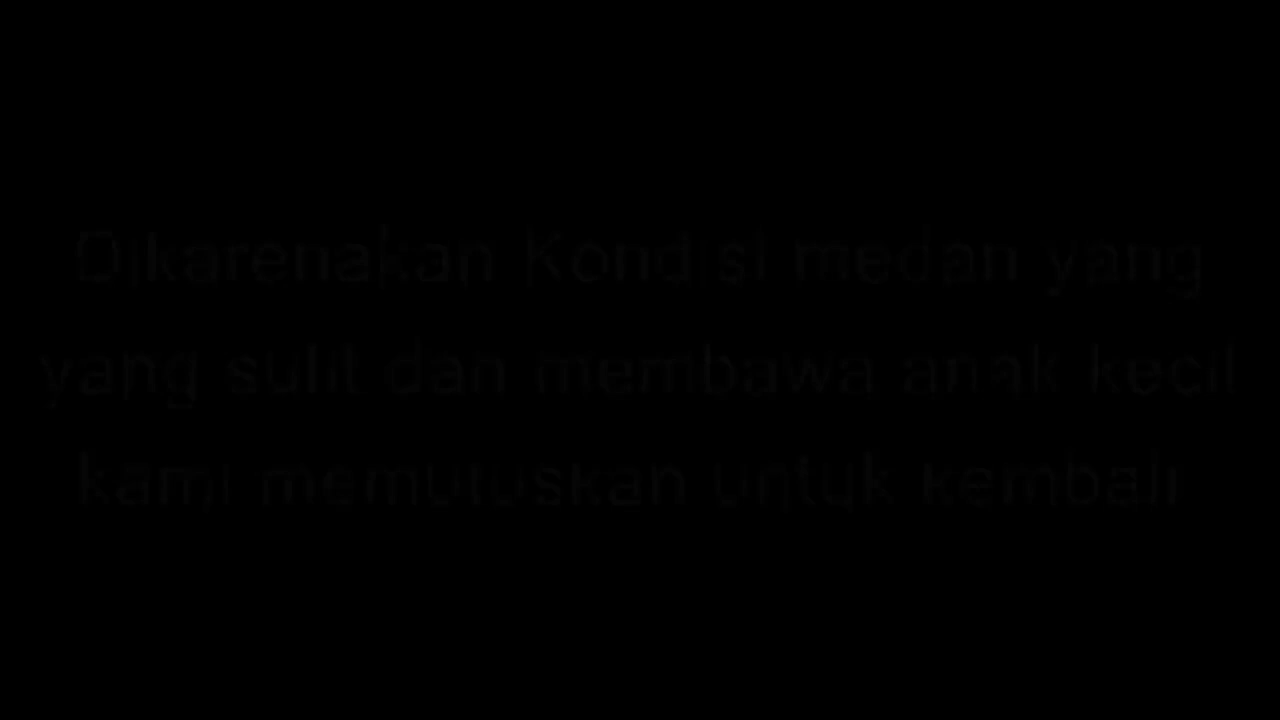 Dikarenakan Kondisi medan yang
yang sulit dan membawa anak kecil
kami memutuskan untuk kembali